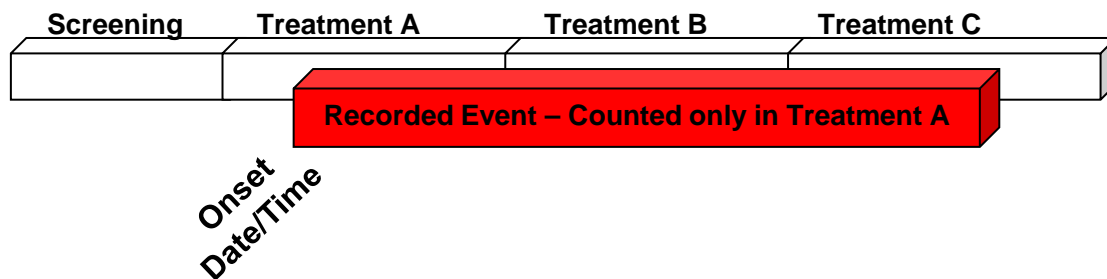 Screening Treatment A Treatment B Treatment C
Recorded Event – Counted only in Treatment A
Onset
Date/Time